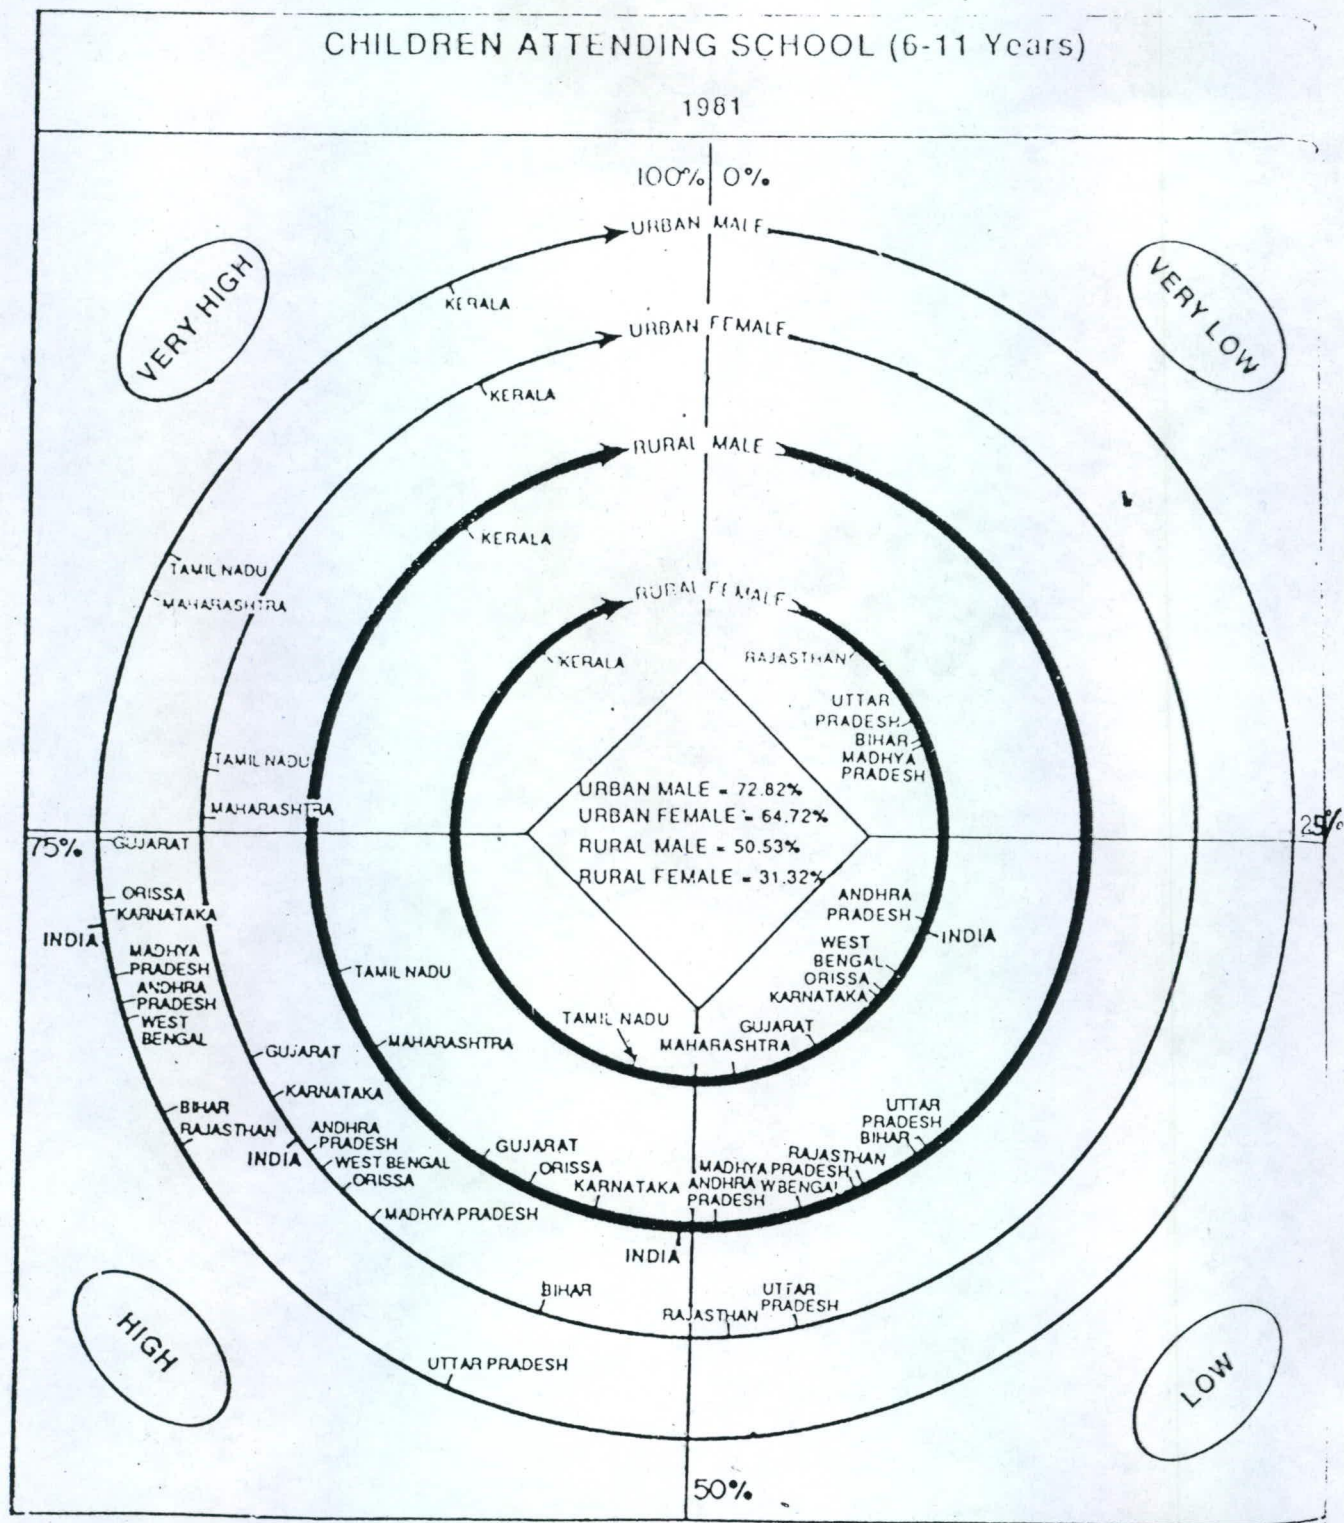 CHILDREN ATTENDING SCHOOL (6-11 Years)
1981
100% 0%
URBAN MALE
VERY HIGH
VERY LOW
KERALA
URBAN FEMALE
KERALA
RURAL MALE
KERALA
TAMIL NADU
MAHARASHTRA
RURAL FEMALE
KERALA
RAJASTHAN
UTTAR
PRADESH
BIHAR
MADHYA
PRADESH
TAMIL NADU
MAHARASHTRA
URBAN MALE = 72.82%
URBAN FEMALE = 64.72%
RURAL MALE = 50.53%
RURAL FEMALE = 31.32%
75%
25%
GUJARAT
ORISSA
KARNATAKA
INDIA
MADHYA
PRADESH
ANDHRA
PRADESH
WEST
BENGAL
ANDHRA
PRADESH
INDIA
WEST
BENGAL
ORISSA
KARNATAKA
GUJARAT
MAHARASHTRA
TAMIL NADU
TAMIL NADU
MAHARASHTRA
GUJARAT
KARNATAKA
BIHAR
RAJASTHAN
ANDHRA
PRADESH
INDIA
WEST BENGAL
ORISSA
MADHYA PRADESH
GUJARAT
ORISSA
KARNATAKA
UTTAR
PRADESH
BIHAR
RAJASTHAN
MADHYA PRADESH
ANDHRA W BENGAL
PRADESH
INDIA
BIHAR
RAJASTHAN
UTTAR
PRADESH
UTTAR PRADESH
HIGH
LOW
50%